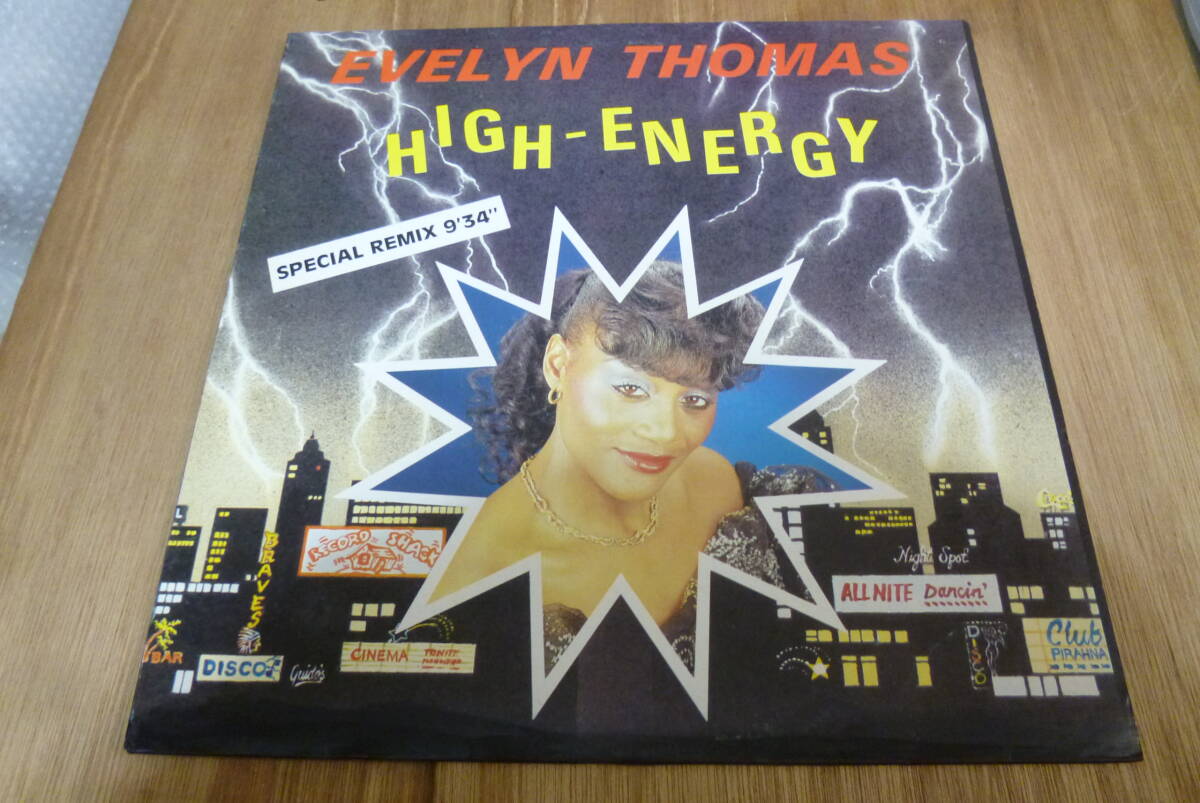 EVELYN THOMAS
HIGH-ENERGY
SPECIAL REMIX 9'34"
RECORD SHACK
BRAVES
BAR
DISCO
Guido's
CINEMA
Night Spot
ALL NITE Dancin'
DISCO
Club
PIRAHNA